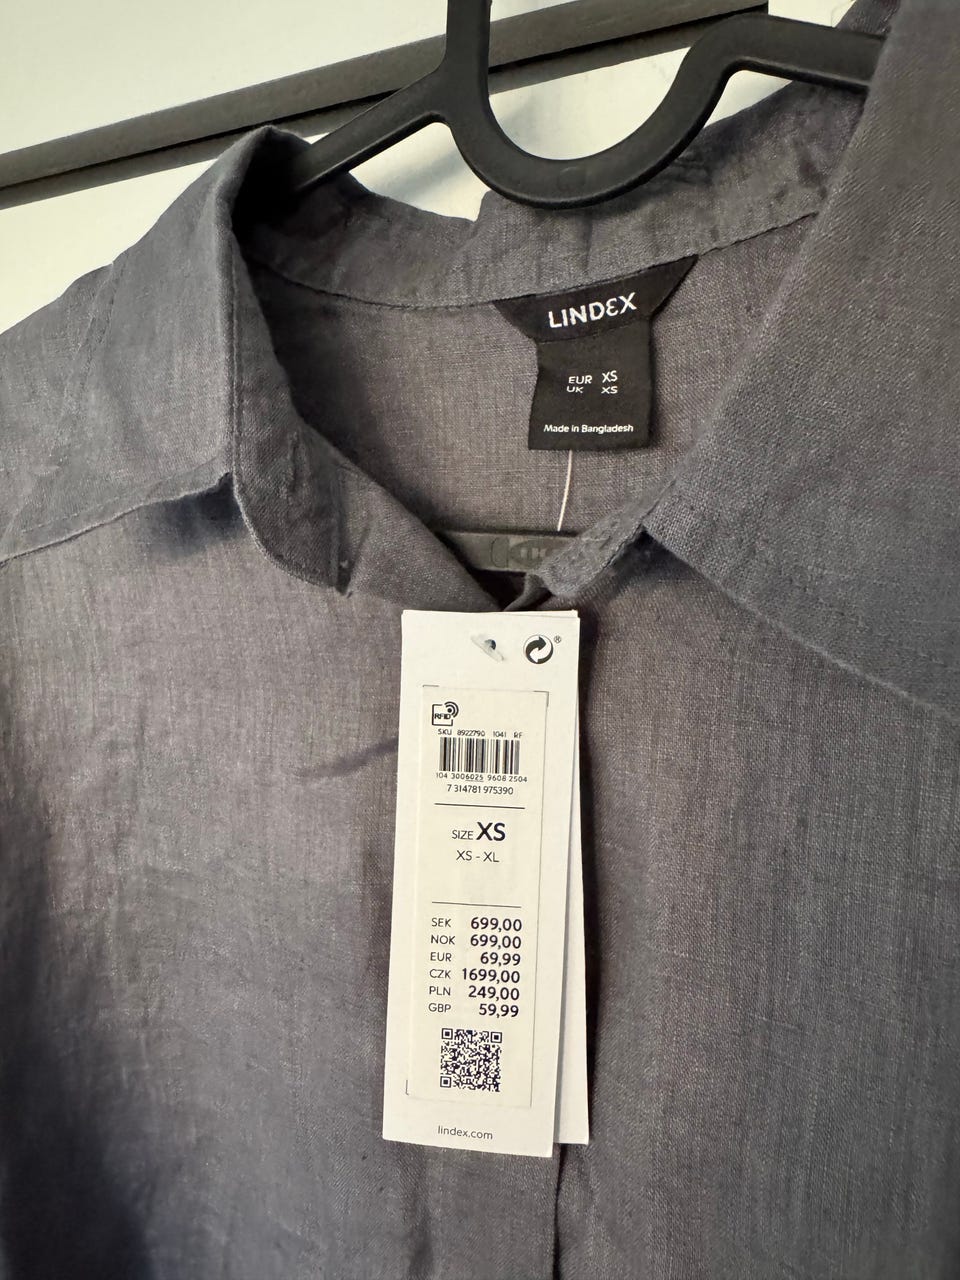 LINDEX
EUR XS
UK XS
Made in Bangladesh
®
RFID
SKU 8922790 1041 RF
104 3006025 9608 2504
7 314781 975390
SIZE XS
XS - XL
SEK 699,00
NOK 699,00
EUR 69,99
CZK 1699,00
PLN 249,00
GBP 59,99
lindex.com